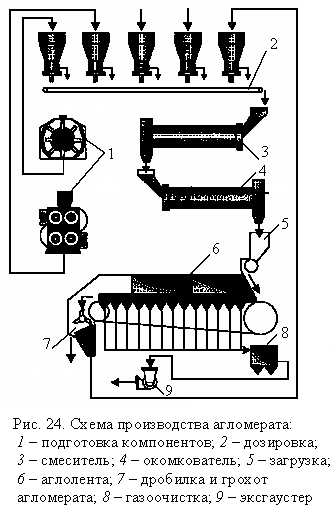 2
1
3
4
5
6
7
8
9
Рис. 24. Схема производства агломерата:
1 – подготовка компонентов; 2 – дозировка;
3 – смеситель; 4 – окомкователь; 5 – загрузка;
6 – аглолента; 7 – дробилка и грохот
агломерата; 8 – газоочистка; 9 – эксгаустер